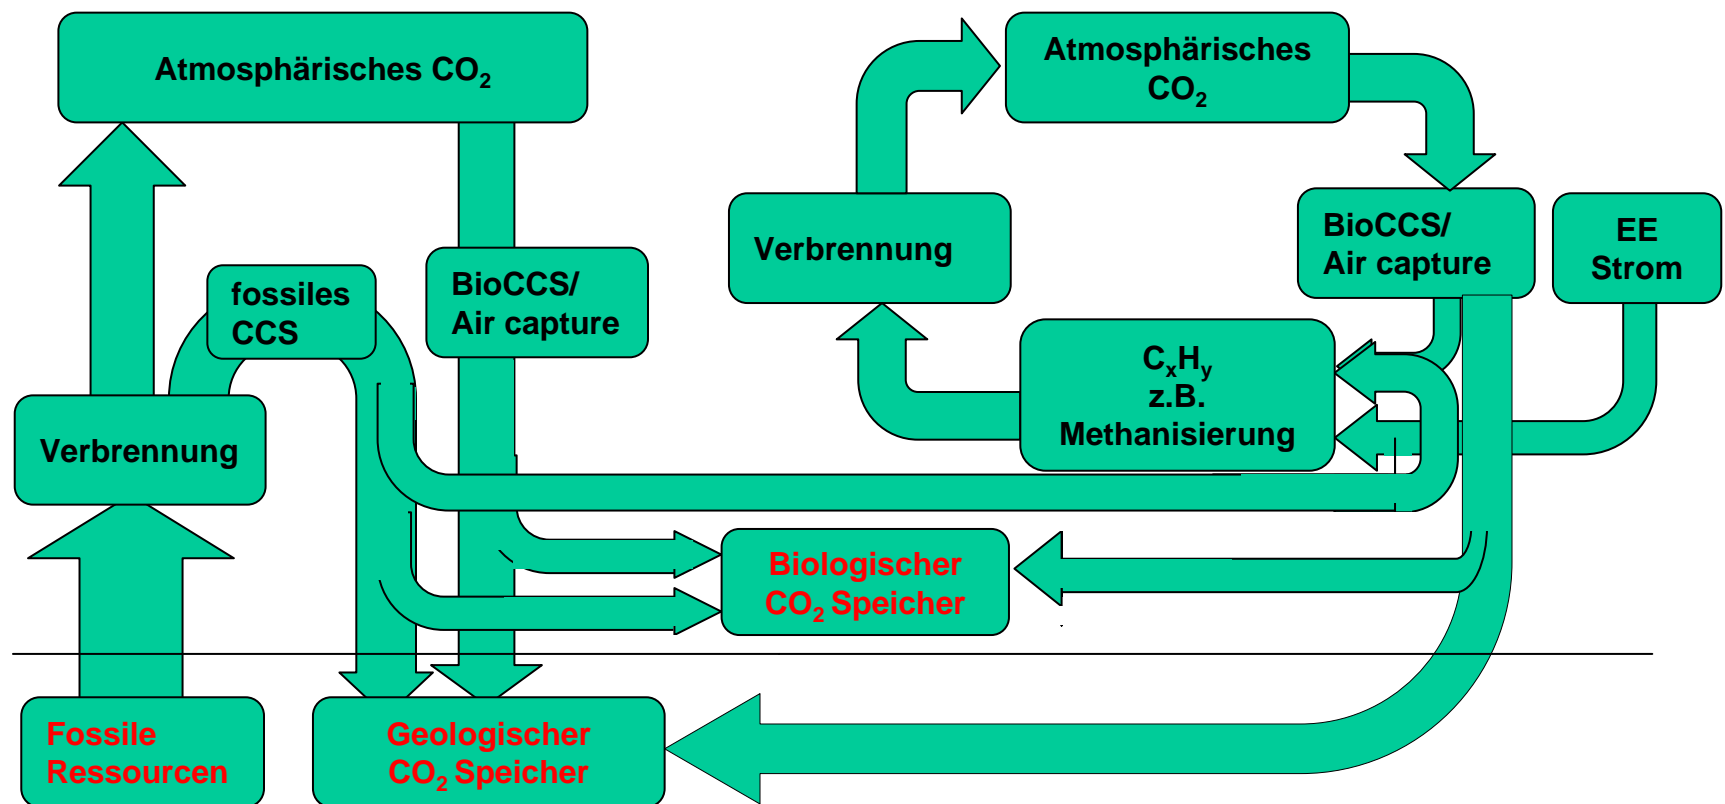 Atmosphärisches CO₂
Atmosphärisches
CO₂
Verbrennung
BioCCS/
Air capture
EE
Strom
fossiles
CCS
BioCCS/
Air capture
CₓHᵧ
z.B.
Methanisierung
Verbrennung
Biologischer
CO₂ Speicher
Fossile
Ressourcen
Geologischer
CO₂ Speicher